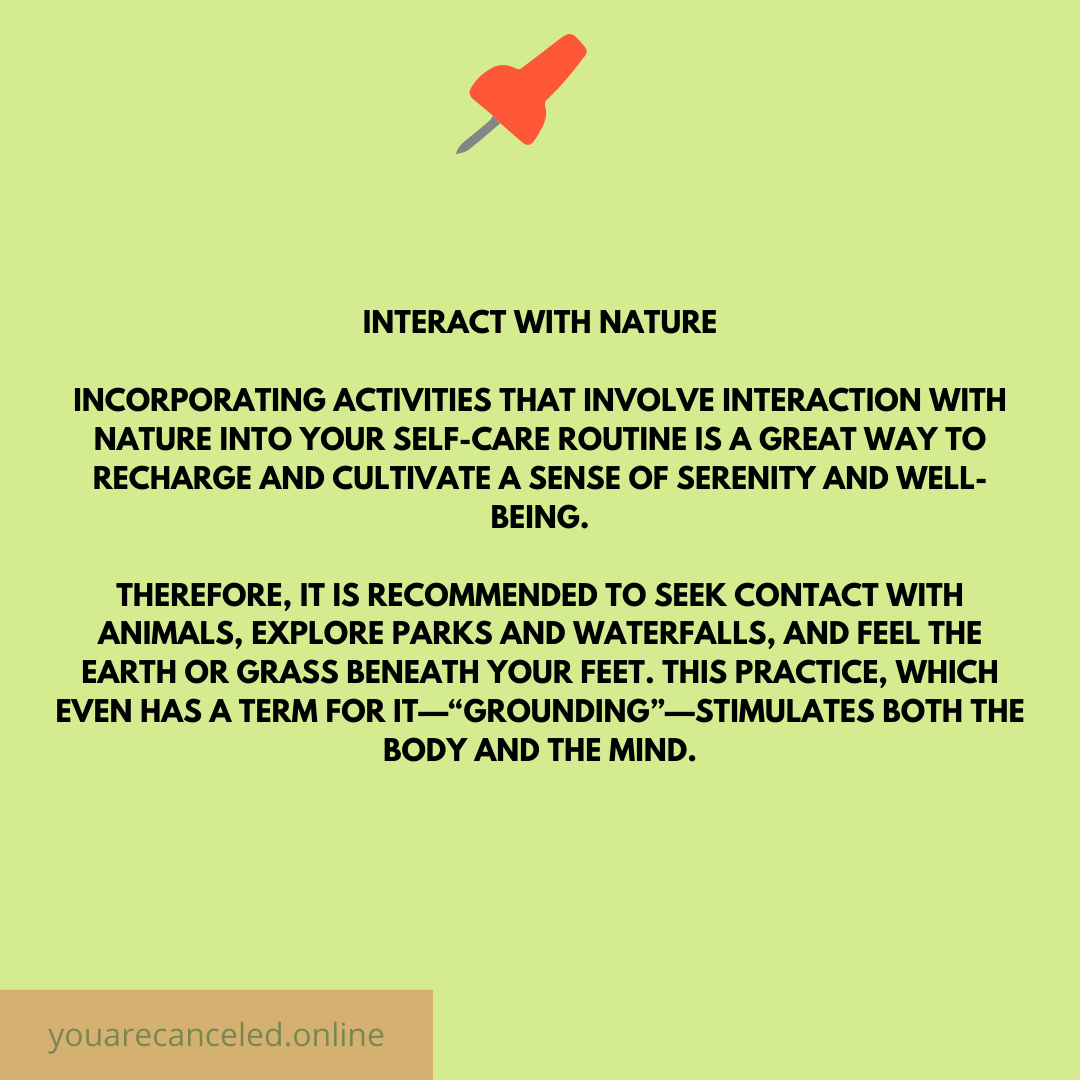 INTERACT WITH NATURE
INCORPORATING ACTIVITIES THAT INVOLVE INTERACTION WITH
NATURE INTO YOUR SELF-CARE ROUTINE IS A GREAT WAY TO
RECHARGE AND CULTIVATE A SENSE OF SERENITY AND WELL-
BEING.
THEREFORE, IT IS RECOMMENDED TO SEEK CONTACT WITH
ANIMALS, EXPLORE PARKS AND WATERFALLS, AND FEEL THE
EARTH OR GRASS BENEATH YOUR FEET. THIS PRACTICE, WHICH
EVEN HAS A TERM FOR IT—“GROUNDING”—STIMULATES BOTH THE
BODY AND THE MIND.
youarecanceled.online